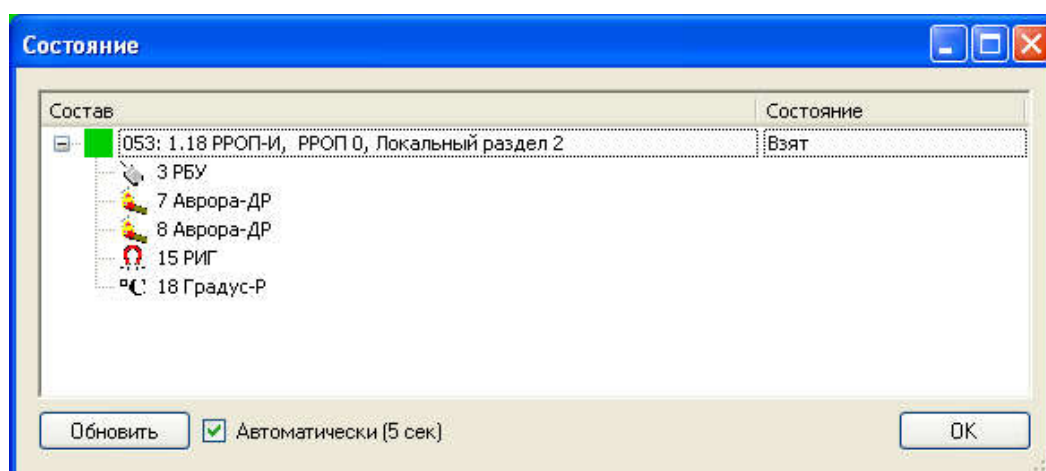 Состояние
Состав Состояние
053: 1.18 РРОП-И, РРОП 0, Локальный раздел 2 Взят
3 РБУ
7 Аврора-ДР
8 Аврора-ДР
15 РИГ
°C 18 Градус-Р
Обновить Автоматически (5 сек) OK